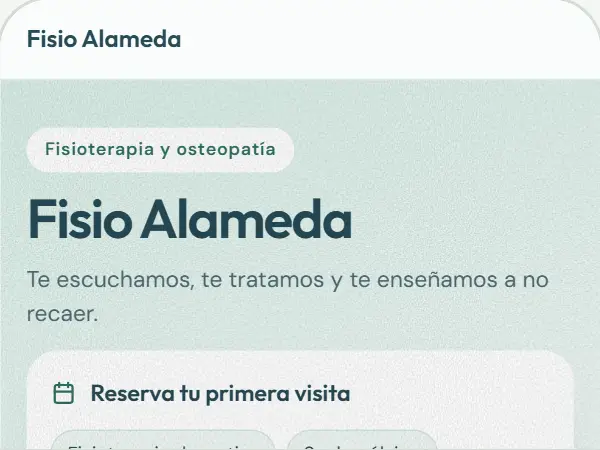 Fisio Alameda
Fisioterapia y osteopatía
Fisio Alameda
Te escuchamos, te tratamos y te enseñamos a no
recaer.
Reserva tu primera visita